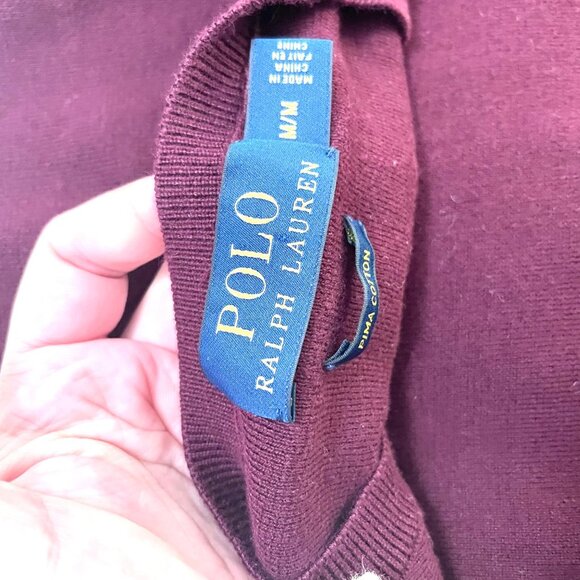 POLO
RALPH LAUREN
M/M
MADE IN
CHINA
FAIT EN
CHINE
PIMA COTTON